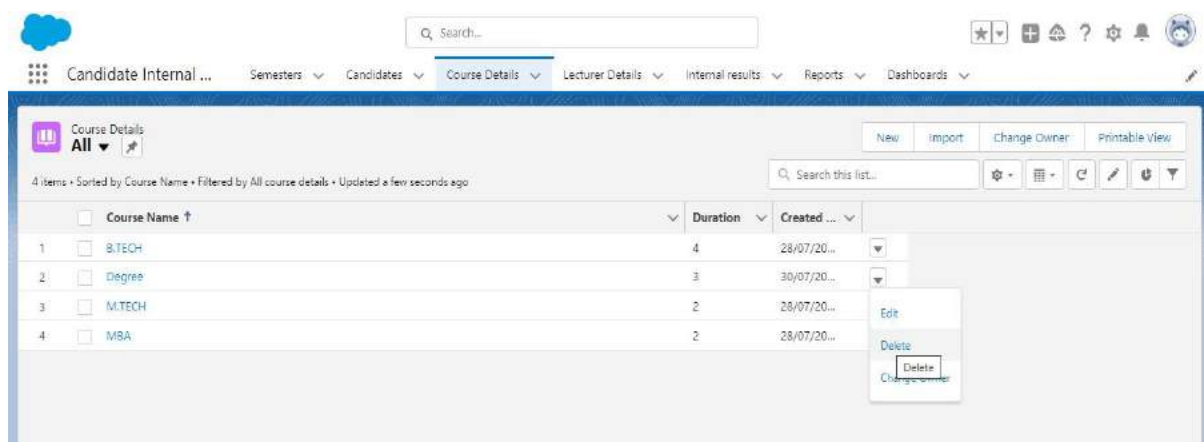 Search...
Candidate Internal ... Semesters Candidates Course Details Lecturer Details Internal results Reports Dashboards
Course Details
All
New Import Change Owner Printable View
4 items • Sorted by Course Name • Filtered by All course details • Updated a few seconds ago
Search this list...
Course Name Duration Created ...
1 B.TECH 4 28/07/20...
2 Degree 3 30/07/20...
3 M.TECH 2 28/07/20...
4 MBA 2 28/07/20...
Edit
Delete
Delete
Change Owner